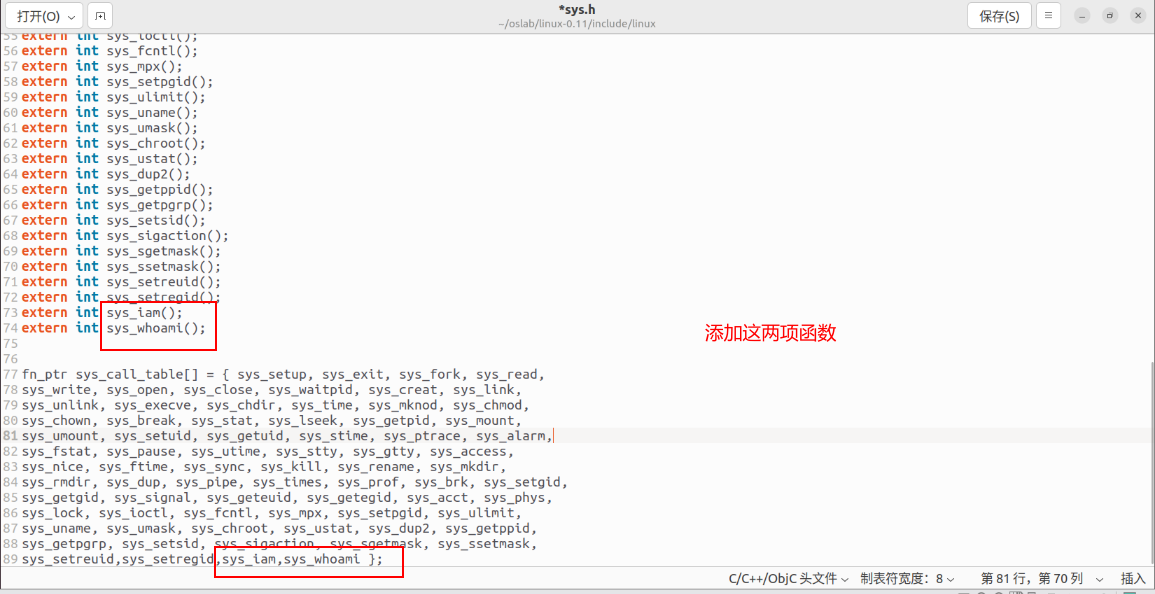 打开(O)
*sys.h
~/oslab/linux-0.11/include/linux
保存(S)
55 extern int sys_ioctl();
56 extern int sys_fcntl();
57 extern int sys_mpx();
58 extern int sys_setpgid();
59 extern int sys_ulimit();
60 extern int sys_uname();
61 extern int sys_umask();
62 extern int sys_chroot();
63 extern int sys_ustat();
64 extern int sys_dup2();
65 extern int sys_getppid();
66 extern int sys_getpgrp();
67 extern int sys_setsid();
68 extern int sys_sigaction();
69 extern int sys_sgetmask();
70 extern int sys_ssetmask();
71 extern int sys_setreuid();
72 extern int sys_setregid();
73 extern int sys_iam();
74 extern int sys_whoami();
添加这两项函数
75
76
77 fn_ptr sys_call_table[] = { sys_setup, sys_exit, sys_fork, sys_read,
78 sys_write, sys_open, sys_close, sys_waitpid, sys_creat, sys_link,
79 sys_unlink, sys_execve, sys_chdir, sys_time, sys_mknod, sys_chmod,
80 sys_chown, sys_break, sys_stat, sys_lseek, sys_getpid, sys_mount,
81 sys_umount, sys_setuid, sys_getuid, sys_stime, sys_ptrace, sys_alarm,
82 sys_fstat, sys_pause, sys_utime, sys_stty, sys_gtty, sys_access,
83 sys_nice, sys_ftime, sys_sync, sys_kill, sys_rename, sys_mkdir,
84 sys_rmdir, sys_dup, sys_pipe, sys_times, sys_prof, sys_brk, sys_setgid,
85 sys_getgid, sys_signal, sys_geteuid, sys_getegid, sys_acct, sys_phys,
86 sys_lock, sys_ioctl, sys_fcntl, sys_mpx, sys_setpgid, sys_ulimit,
87 sys_uname, sys_umask, sys_chroot, sys_ustat, sys_dup2, sys_getppid,
88 sys_getpgrp, sys_setsid, sys_sigaction, sys_sgetmask, sys_ssetmask,
89 sys_setreuid,sys_setregid,sys_iam,sys_whoami };
C/C++/ObjC 头文件 制表符宽度：8 第 81 行，第 70 列 插入